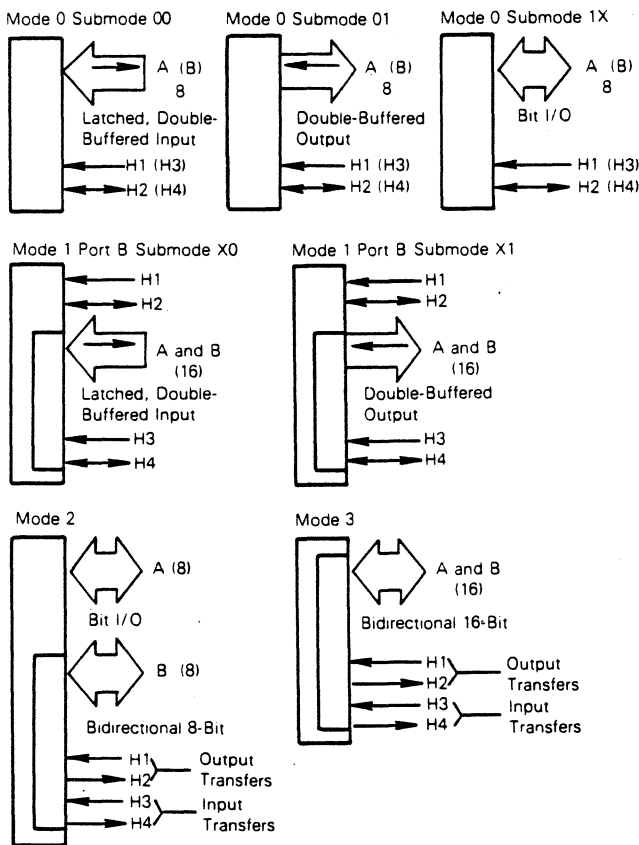 Mode 0 Submode 00
A (B)
8
Latched, Double-
Buffered Input
H1 (H3)
H2 (H4)
Mode 0 Submode 01
A (B)
8
Double-Buffered
Output
H1 (H3)
H2 (H4)
Mode 0 Submode 1X
A (B)
8
Bit I/O
H1 (H3)
H2 (H4)
Mode 1 Port B Submode X0
H1
H2
A and B
(16)
Latched, Double-
Buffered Input
H3
H4
Mode 1 Port B Submode X1
H1
H2
A and B
(16)
Double-Buffered
Output
H3
H4
Mode 2
A (8)
Bit I/O
B (8)
Bidirectional 8-Bit
H1 Output
H2 Transfers
H3 Input
H4 Transfers
Mode 3
A and B
(16)
Bidirectional 16-Bit
H1 Output
H2 Transfers
H3 Input
H4 Transfers